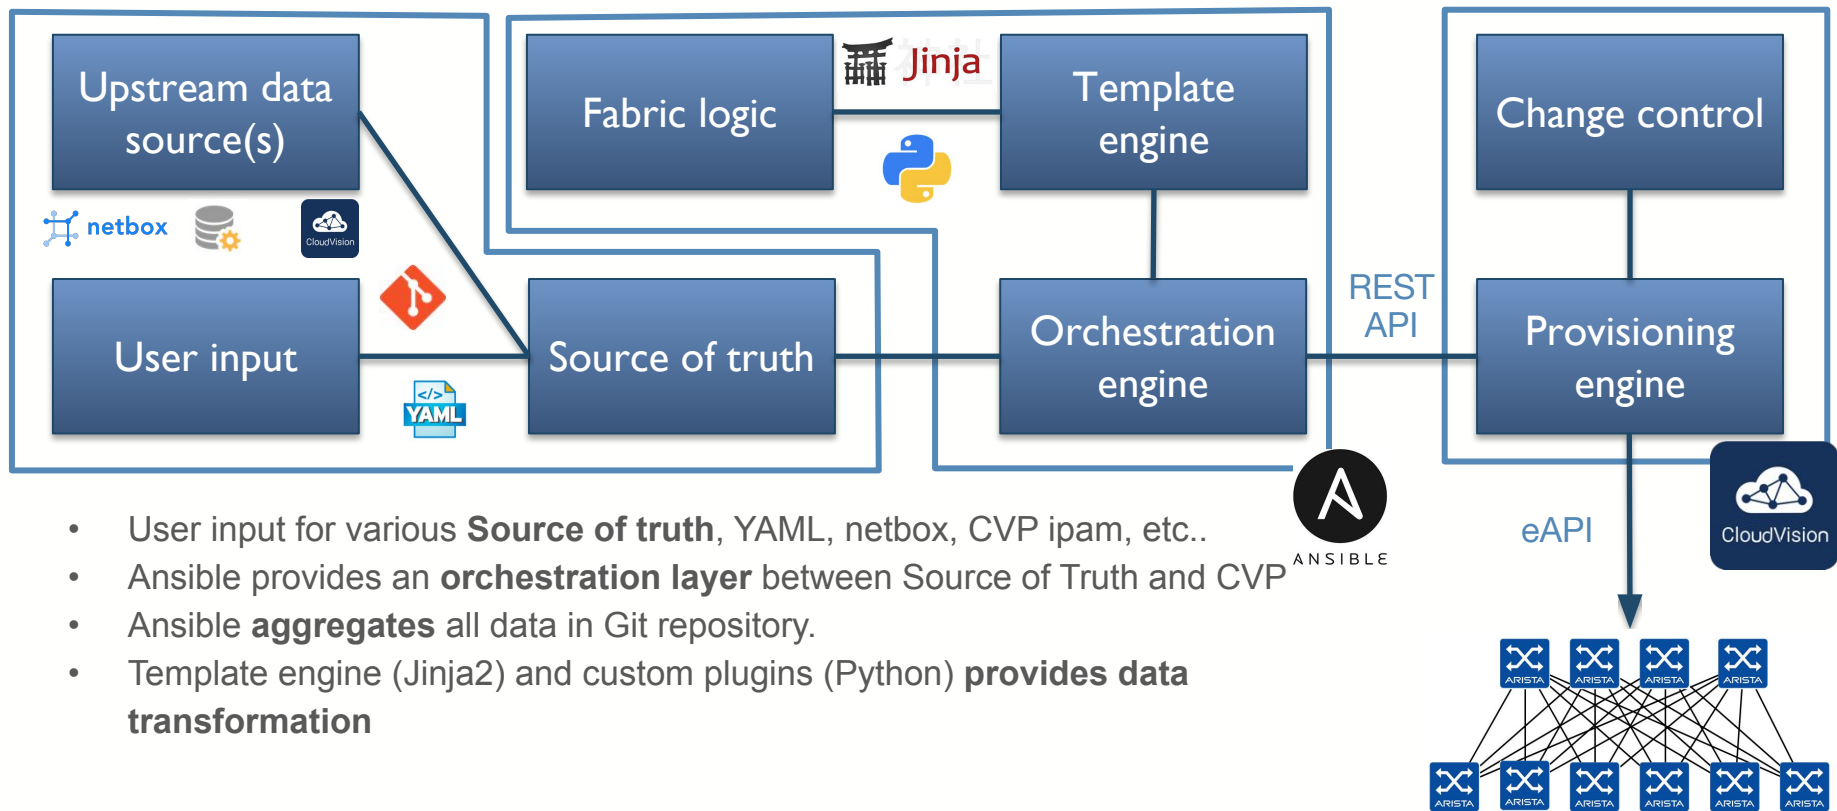 Upstream data
source(s)
Fabric logic
Jinja
Template
engine
Change control
netbox
CloudVision
User input
</>
YAML
Source of truth
Orchestration
engine
REST
API
Provisioning
engine
• User input for various Source of truth, YAML, netbox, CVP ipam, etc..
• Ansible provides an orchestration layer between Source of Truth and CVP
• Ansible aggregates all data in Git repository.
• Template engine (Jinja2) and custom plugins (Python) provides data
transformation
ANSIBLE
eAPI
CloudVision
ARISTA
ARISTA
ARISTA
ARISTA
ARISTA
ARISTA
ARISTA
ARISTA
ARISTA
ARISTA